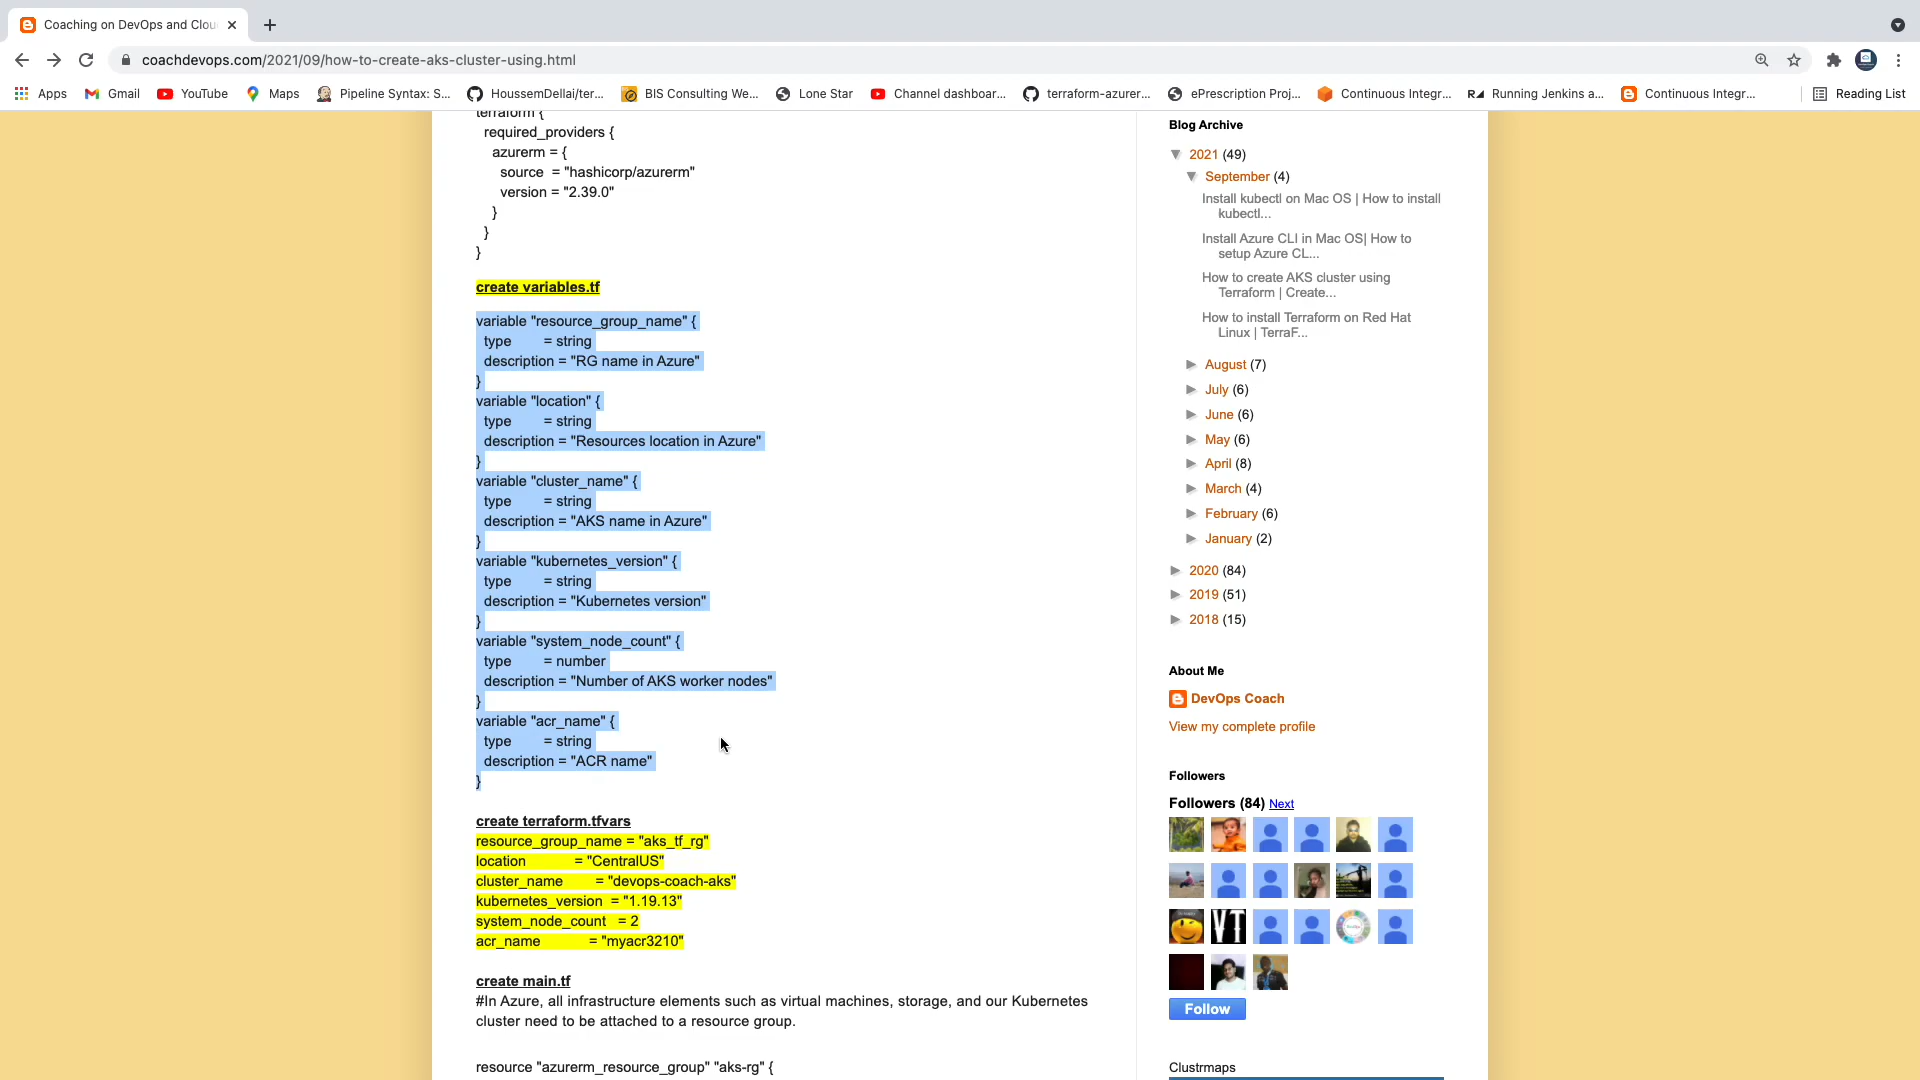 Coaching on DevOps and Clou
coachdevops.com/2021/09/how-to-create-aks-cluster-using.html
Apps
Gmail
YouTube
Maps
Pipeline Syntax: S...
HoussemDellai/ter...
BIS Consulting We...
Lone Star
Channel dashboar...
terraform-azurer...
ePrescription Proj...
Continuous Integr...
Running Jenkins a...
Continuous Integr...
Reading List
terraform {
required_providers {
azurerm = {
source = "hashicorp/azurerm"
version = "2.39.0"
}
}
}
create variables.tf
variable "resource_group_name" {
type = string
description = "RG name in Azure"
}
variable "location" {
type = string
description = "Resources location in Azure"
}
variable "cluster_name" {
type = string
description = "AKS name in Azure"
}
variable "kubernetes_version" {
type = string
description = "Kubernetes version"
}
variable "system_node_count" {
type = number
description = "Number of AKS worker nodes"
}
variable "acr_name" {
type = string
description = "ACR name"
}
create terraform.tfvars
resource_group_name = "aks_tf_rg"
location = "CentralUS"
cluster_name = "devops-coach-aks"
kubernetes_version = "1.19.13"
system_node_count = 2
acr_name = "myacr3210"
create main.tf
#In Azure, all infrastructure elements such as virtual machines, storage, and our Kubernetes
cluster need to be attached to a resource group.
resource "azurerm_resource_group" "aks-rg" {
Blog Archive
▼ 2021 (49)
▼ September (4)
Install kubectl on Mac OS | How to install
kubectl...
Install Azure CLI in Mac OS| How to
setup Azure CL...
How to create AKS cluster using
Terraform | Create...
How to install Terraform on Red Hat
Linux | TerraF...
► August (7)
► July (6)
► June (6)
► May (6)
► April (8)
► March (4)
► February (6)
► January (2)
► 2020 (84)
► 2019 (51)
► 2018 (15)
About Me
DevOps Coach
View my complete profile
Followers
Followers (84) Next
VT
Follow
Clustrmaps